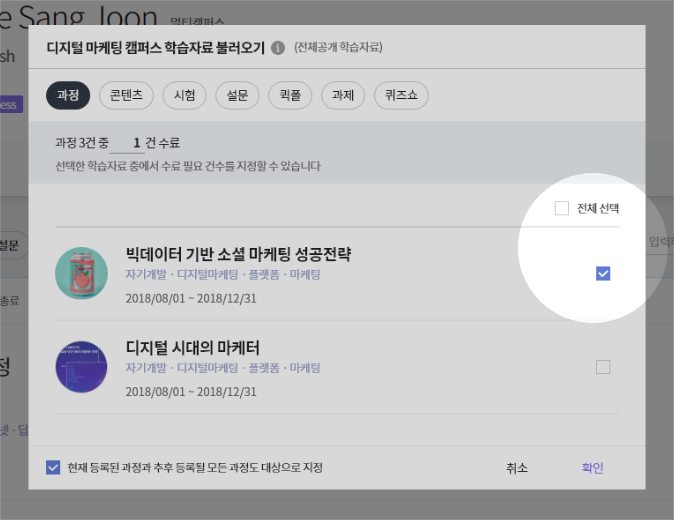 e Sang Joon 멀티캠퍼스
sh
ess
디지털 마케팅 캠퍼스 학습자료 불러오기 (전체공개 학습자료)
과정 콘텐츠 시험 설문 퀵폴 과제 퀴즈쇼
과정 3건 중 1 건 수료
선택한 학습자료 중에서 수료 필요 건수를 지정할 수 있습니다
전체 선택
설문
입력
빅데이터 기반 소셜 마케팅 성공전략
자기개발 · 디지털마케팅 · 플랫폼 · 마케팅
2018/08/01 ~ 2018/12/31
종료
디지털 시대의 마케터
정
자기개발 · 디지털마케팅 · 플랫폼 · 마케팅
2018/08/01 ~ 2018/12/31
넷 · 딥
현재 등록된 과정과 추후 등록될 모든 과정도 대상으로 지정 취소 확인